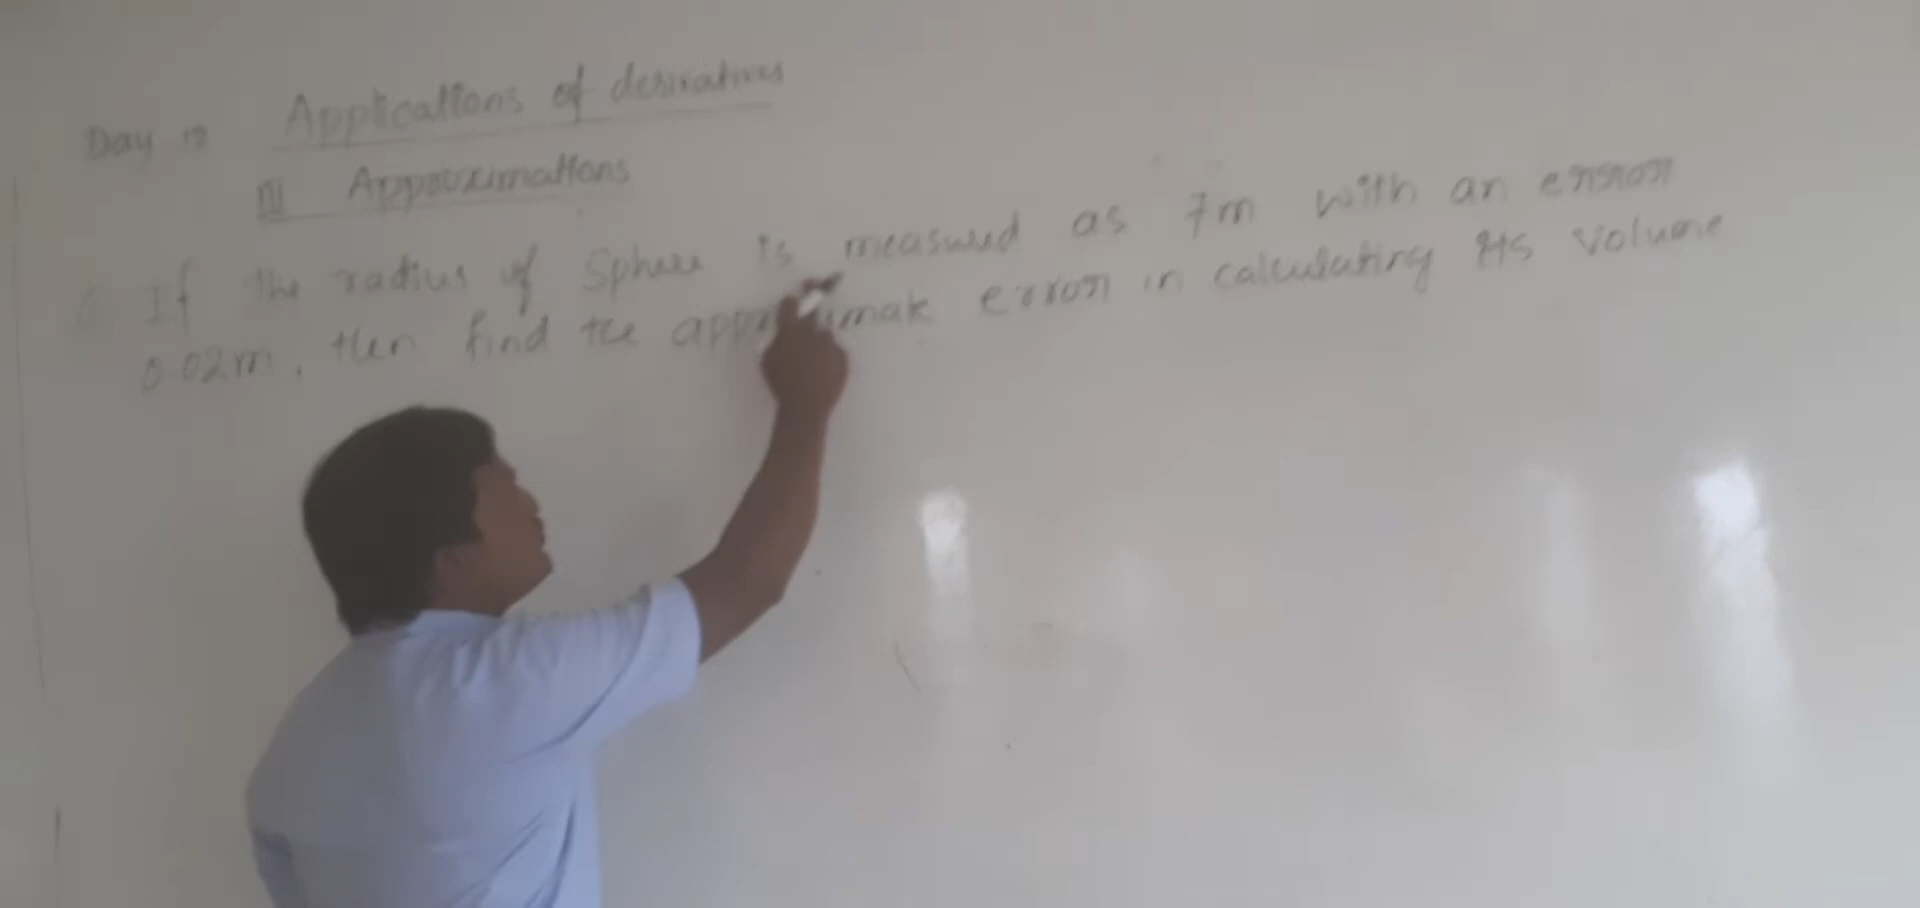 Day 12 Applications of derivatives
III Approximations
If the radius of Sphere is measured as 7m with an error
0.02m, then find the approximate error in calculating its volume